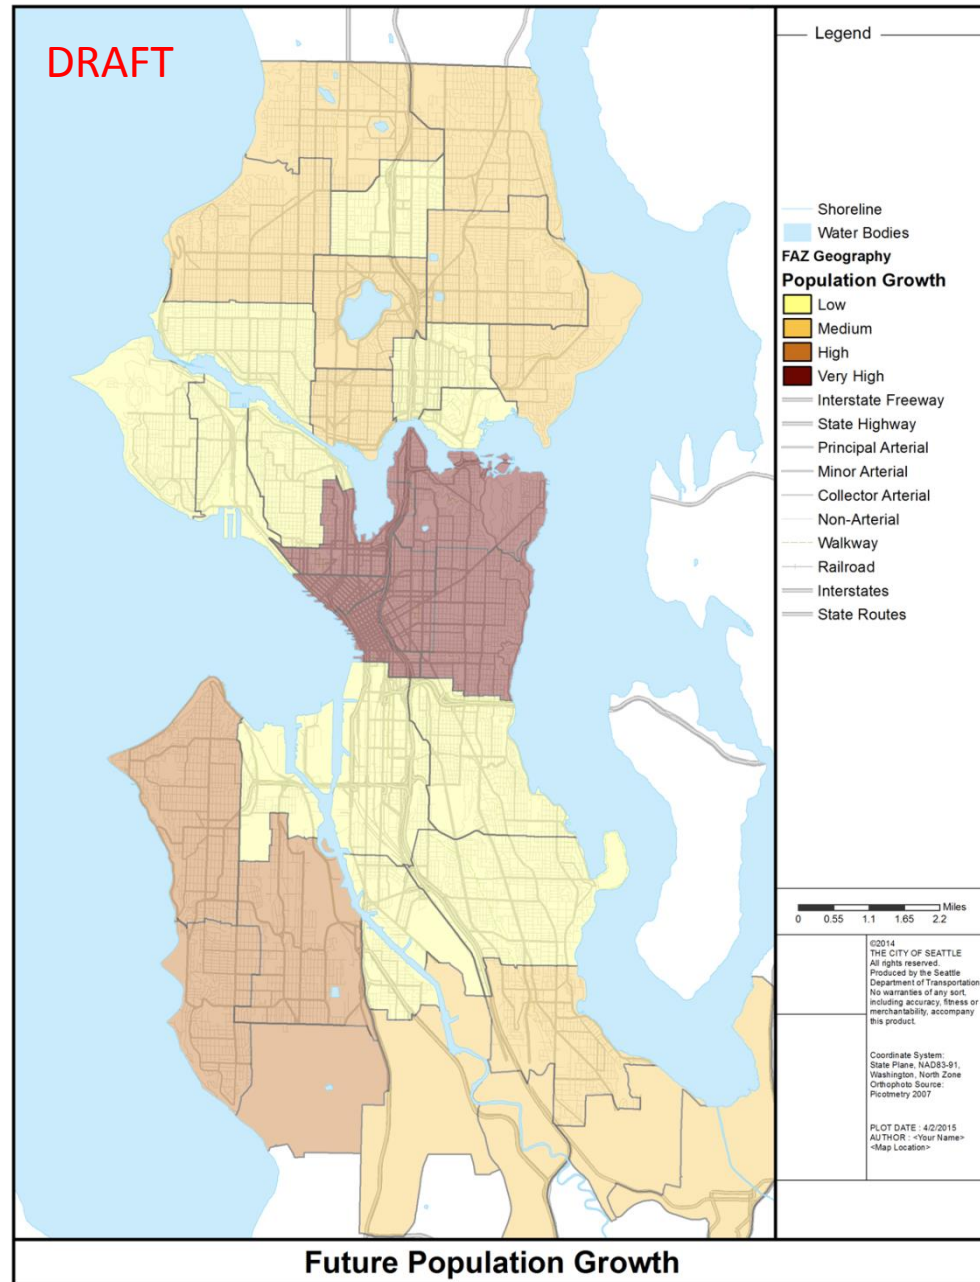 DRAFT
Legend
Shoreline
Water Bodies
FAZ Geography
Population Growth
Low
Medium
High
Very High
Interstate Freeway
State Highway
Principal Arterial
Minor Arterial
Collector Arterial
Non-Arterial
Walkway
Railroad
Interstates
State Routes
Miles
0 0.55 1.1 1.65 2.2
©2014
THE CITY OF SEATTLE
All rights reserved.
Produced by the Seattle
Department of Transportation
No warranties of any sort,
including accuracy, fitness or
merchantability, accompany
this product.
Coordinate System:
State Plane, NAD83-91,
Washington, North Zone
Orthophoto Source:
Pictometry 2007
PLOT DATE : 4/2/2015
AUTHOR : <Your Name>
<Map Location>
Future Population Growth